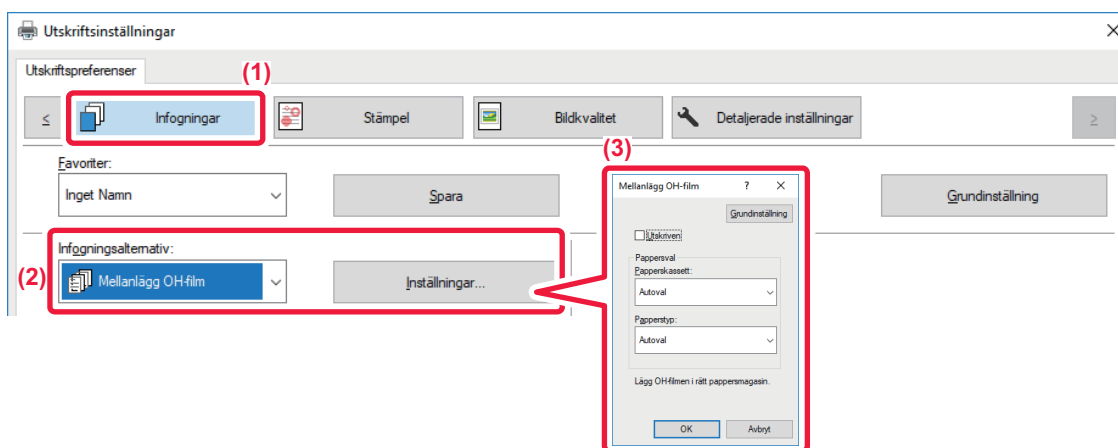 Utskriftsinställningar
Utskriftspreferenser
(1)
<
Infogningar
Stämpel
Bildkvalitet
Detaljerade inställningar
>
(3)
Favoriter:
Inget Namn
Spara
Grundinställning
Infogningsalternativ:
(2)
Mellanlägg OH-film
Inställningar...
Mellanlägg OH-film ?
Grundinställning
Utskriven
Pappersval
Papperskassett:
Autoval
Papperstyp:
Autoval
Lägg OH-filmen i rätt pappersmagasin.
OK
Avbryt